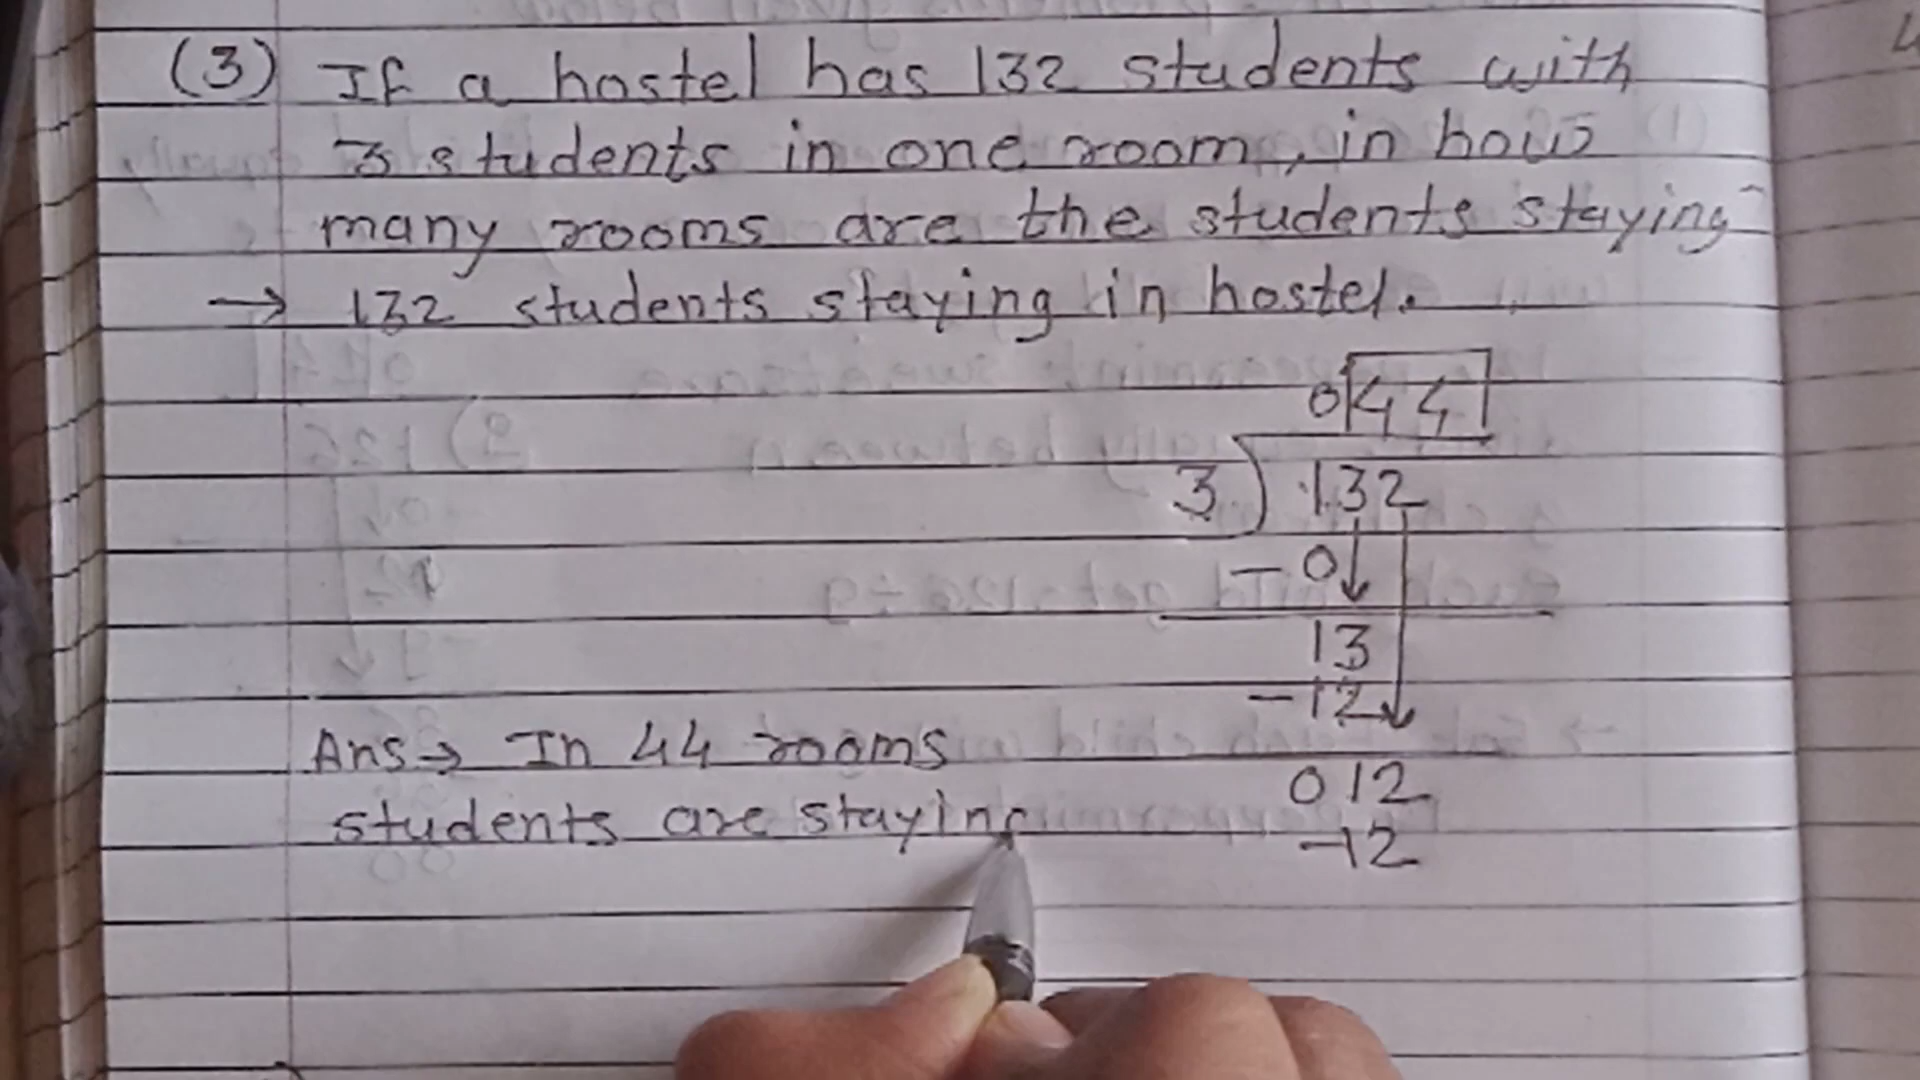 (3) If a hostel has 132 students with
3 students in one room, in how
many rooms are the students staying
→ 132 students staying in hostel.
044
3) 132
- 0
13
- 12
012
- 12
Ans → In 44 rooms
students are staying